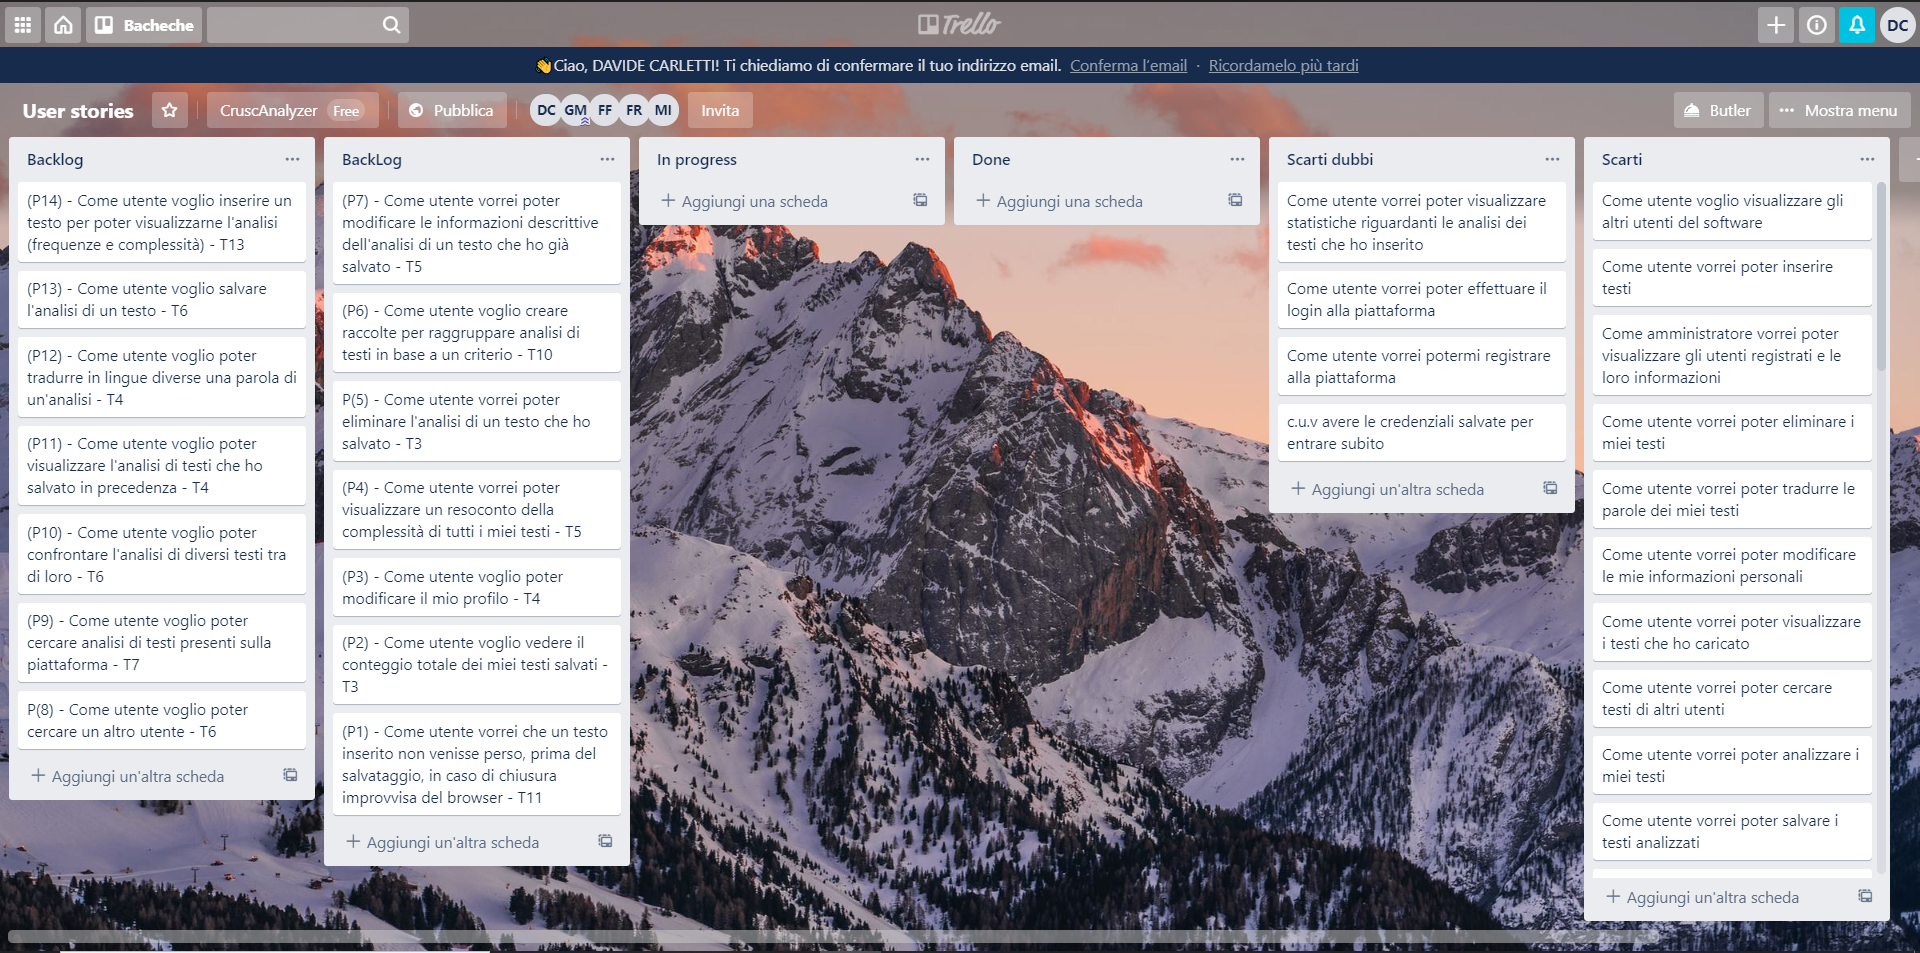 Bacheche
Trello
👋Ciao, DAVIDE CARLETTI! Ti chiediamo di confermare il tuo indirizzo email. Conferma l'email · Ricordamelo più tardi
DC
User stories
CruscAnalyzer Free
Pubblica
DC GM FF FR MI
Invita
Butler
··· Mostra menu
Backlog
(P14) - Come utente voglio inserire un
testo per poter visualizzarne l'analisi
(frequenze e complessità) - T13
(P13) - Come utente voglio salvare
l'analisi di un testo - T6
(P12) - Come utente voglio poter
tradurre in lingue diverse una parola di
un'analisi - T4
(P11) - Come utente voglio poter
visualizzare l'analisi di testi che ho
salvato in precedenza - T4
(P10) - Come utente voglio poter
confrontare l'analisi di diversi testi tra
di loro - T6
(P9) - Come utente voglio poter
cercare analisi di testi presenti sulla
piattaforma - T7
P(8) - Come utente voglio poter
cercare un altro utente - T6
+ Aggiungi un'altra scheda
BackLog
(P7) - Come utente vorrei poter
modificare le informazioni descrittive
dell'analisi di un testo che ho già
salvato - T5
(P6) - Come utente voglio creare
raccolte per raggruppare analisi di
testi in base a un criterio - T10
P(5) - Come utente vorrei poter
eliminare l'analisi di un testo che ho
salvato - T3
(P4) - Come utente vorrei poter
visualizzare un resoconto della
complessità di tutti i miei testi - T5
(P3) - Come utente voglio poter
modificare il mio profilo - T4
(P2) - Come utente voglio vedere il
conteggio totale dei miei testi salvati -
T3
(P1) - Come utente vorrei che un testo
inserito non venisse perso, prima del
salvataggio, in caso di chiusura
improvvisa del browser - T11
+ Aggiungi un'altra scheda
In progress
+ Aggiungi una scheda
Done
+ Aggiungi una scheda
Scarti dubbi
Come utente vorrei poter visualizzare
statistiche riguardanti le analisi dei
testi che ho inserito
Come utente vorrei poter effettuare il
login alla piattaforma
Come utente vorrei potermi registrare
alla piattaforma
c.u.v avere le credenziali salvate per
entrare subito
+ Aggiungi un'altra scheda
Scarti
Come utente voglio visualizzare gli
altri utenti del software
Come utente vorrei poter inserire
testi
Come amministratore vorrei poter
visualizzare gli utenti registrati e le
loro informazioni
Come utente vorrei poter eliminare i
miei testi
Come utente vorrei poter tradurre le
parole dei miei testi
Come utente vorrei poter modificare
le mie informazioni personali
Come utente vorrei poter visualizzare
i testi che ho caricato
Come utente vorrei poter cercare
testi di altri utenti
Come utente vorrei poter analizzare i
miei testi
Come utente vorrei poter salvare i
testi analizzati
+ Aggiungi un'altra scheda